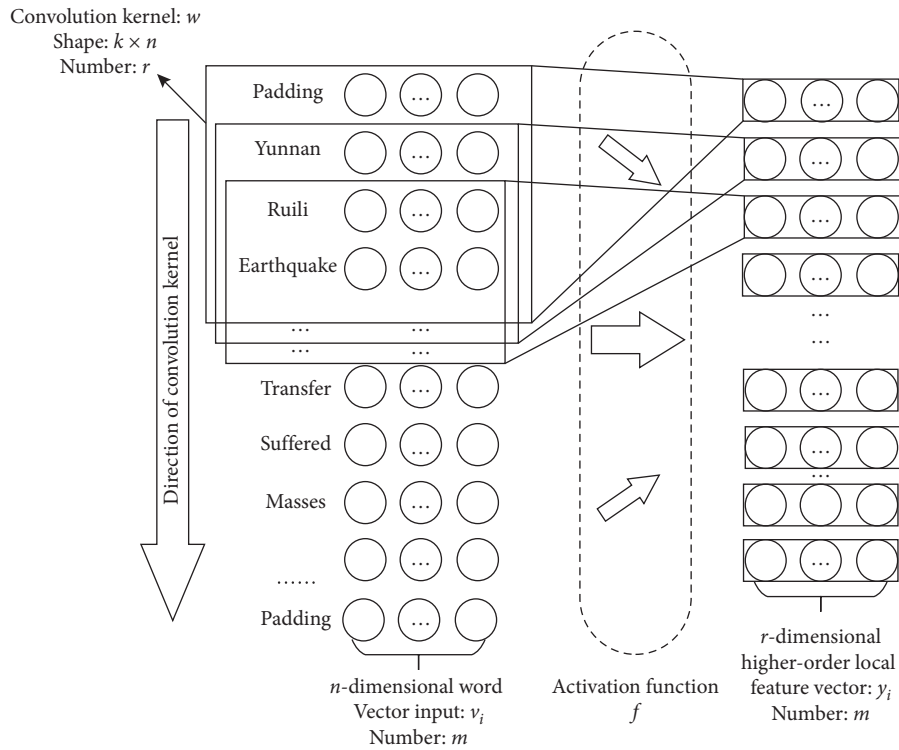 Convolution kernel: w
Shape: k × n
Number: r
Direction of convolution kernel
Padding ...
Yunnan ...
Ruili ...
Earthquake ...
... ...
... ...
Transfer ...
Suffered ...
Masses ...
...
......
Padding ...
n-dimensional word
Vector input: vᵢ
Number: m
Activation function
f
...
...
...
...
...
...
...
...
...
...
...
r-dimensional
higher-order local
feature vector: yᵢ
Number: m